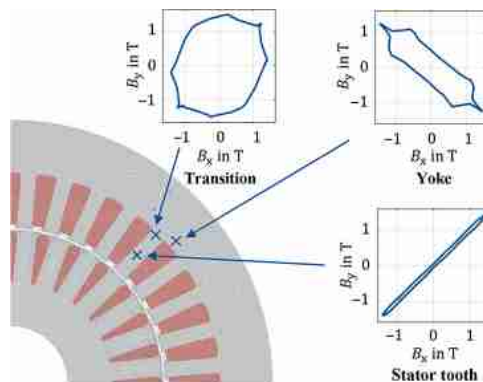 1
0
−1
B_y in T
−1 0 1
B_x in T
Transition
1
0
−1
B_y in T
−1 0 1
B_x in T
Yoke
1
0
−1
B_y in T
−1 0 1
B_x in T
Stator tooth